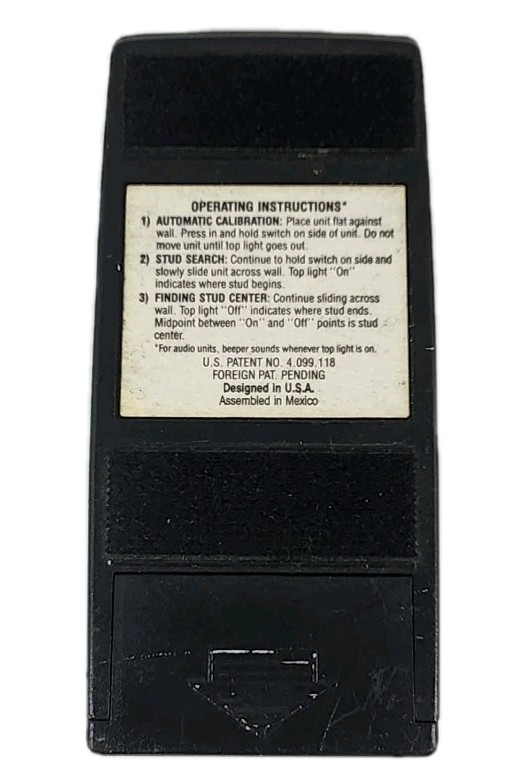 OPERATING INSTRUCTIONS*
1) AUTOMATIC CALIBRATION: Place unit flat against
wall. Press in and hold switch on side of unit. Do not
move unit until top light goes out.
2) STUD SEARCH: Continue to hold switch on side and
slowly slide unit across wall. Top light "On"
indicates where stud begins.
3) FINDING STUD CENTER: Continue sliding across
wall. Top light "Off" indicates where stud ends.
Midpoint between "On" and "Off" points is stud
center.
*For audio units, beeper sounds whenever top light is on.
U.S. PATENT NO. 4,099,118
FOREIGN PAT. PENDING
Designed in U.S.A.
Assembled in Mexico